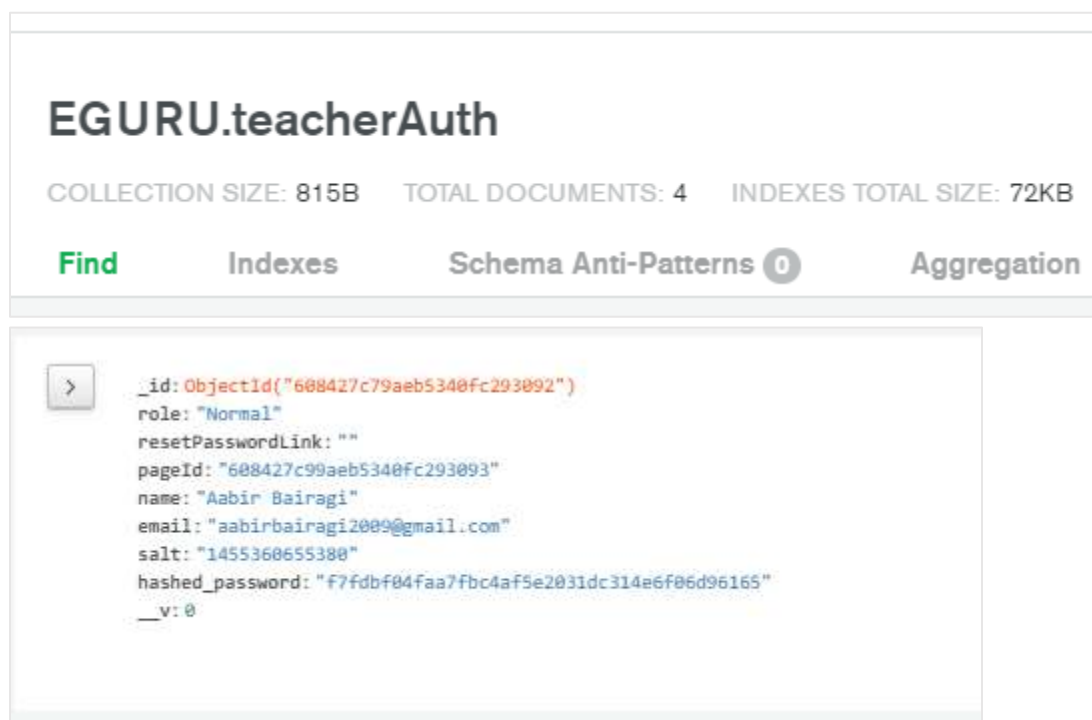 EGURU.teacherAuth
COLLECTION SIZE: 815B TOTAL DOCUMENTS: 4 INDEXES TOTAL SIZE: 72KB
Find Indexes Schema Anti-Patterns 0 Aggregation
_id: ObjectId("608427c79aeb5340fc293092")
role: "Normal"
resetPasswordLink: ""
pageId: "608427c99aeb5340fc293093"
name: "Aabir Bairagi"
email: "aabirbairagi2009@gmail.com"
salt: "1455360655380"
hashed_password: "f7fdbf04faa7fbc4af5e2031dc314e6f06d96165"
__v: 0